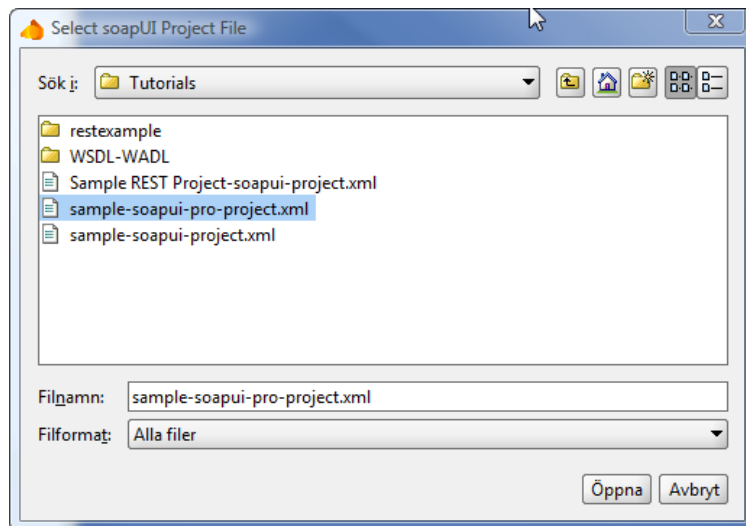 Select soapUI Project File
Sök i: Tutorials
restexample
WSDL-WADL
Sample REST Project-soapui-project.xml
sample-soapui-pro-project.xml
sample-soapui-project.xml
Filnamn: sample-soapui-pro-project.xml
Filformat: Alla filer
Öppna Avbryt